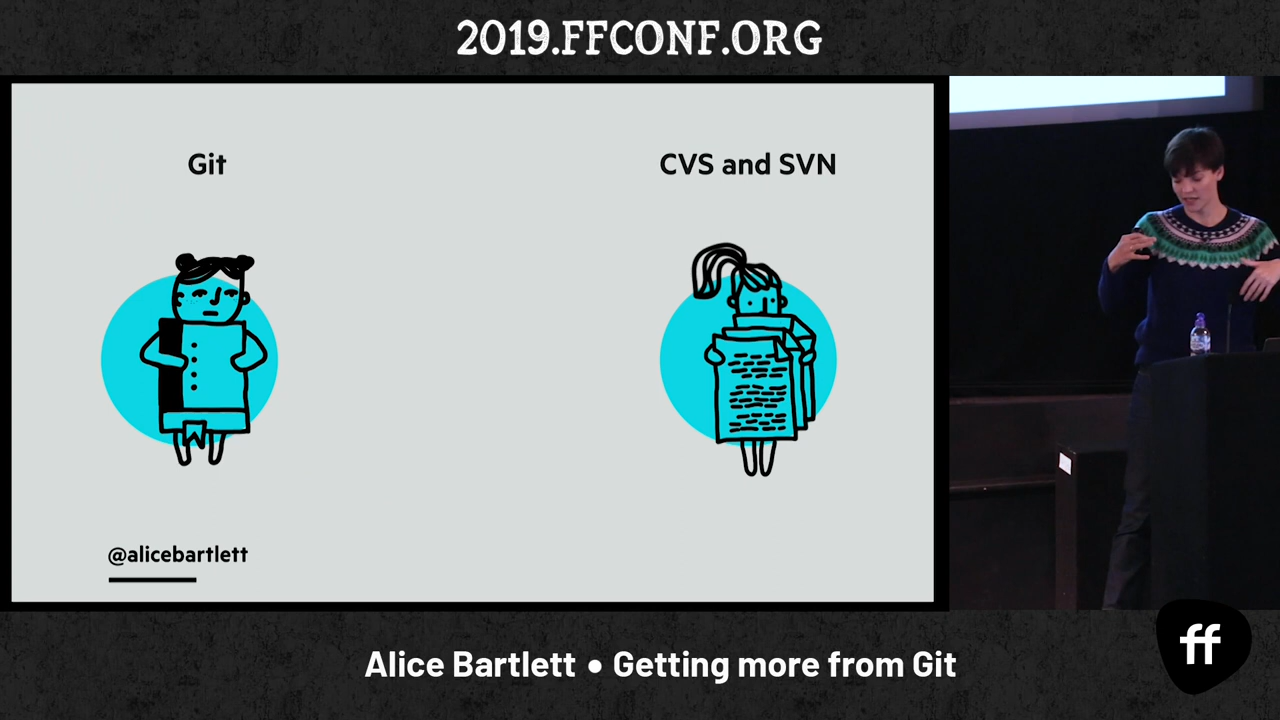 2019.FFCONF.ORG
Git
CVS and SVN
@alicebartlett
Alice Bartlett • Getting more from Git
ff